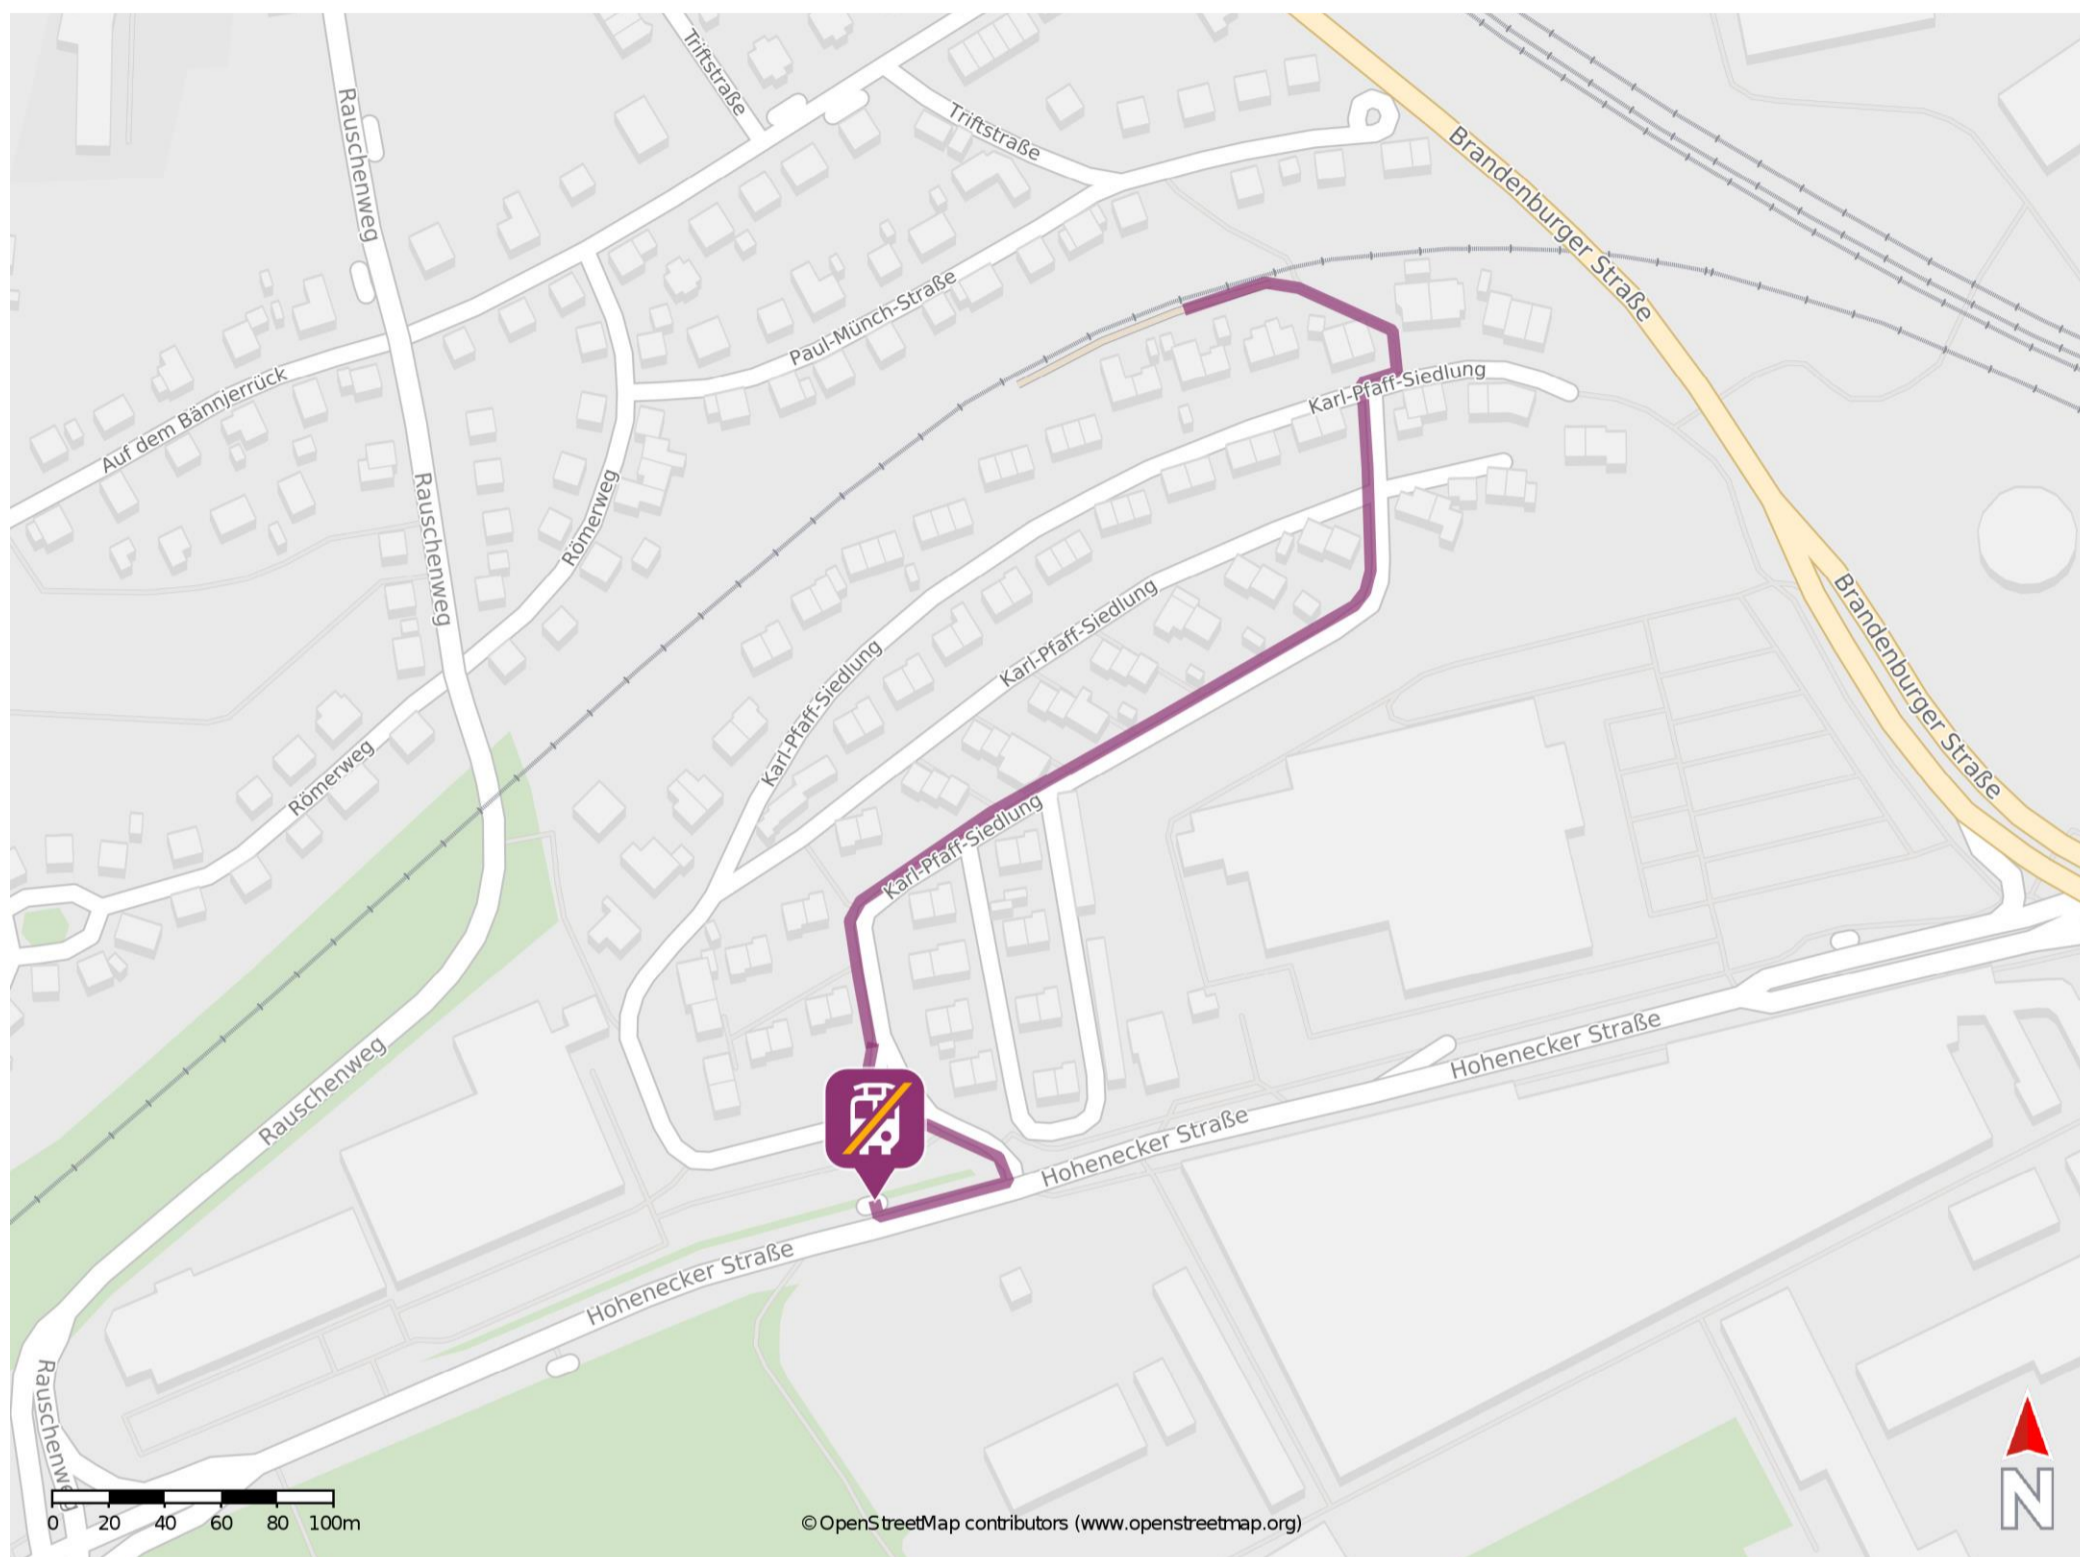 Triftstraße
Rauschenweg
Triftstraße
Brandenburger Straße
Paul-Münch-Straße
Auf dem Bännjerrück
Karl-Pfaff-Siedlung
Rauschenweg
Römerweg
Karl-Pfaff-Siedlung
Karl-Pfaff-Siedlung
Brandenburger Straße
Römerweg
Karl-Pfaff-Siedlung
Rauschenweg
Hohenecker Straße
Hohenecker Straße
Hohenecker Straße
Rauschenweg
N
0 20 40 60 80 100m
© OpenStreetMap contributors (www.openstreetmap.org)